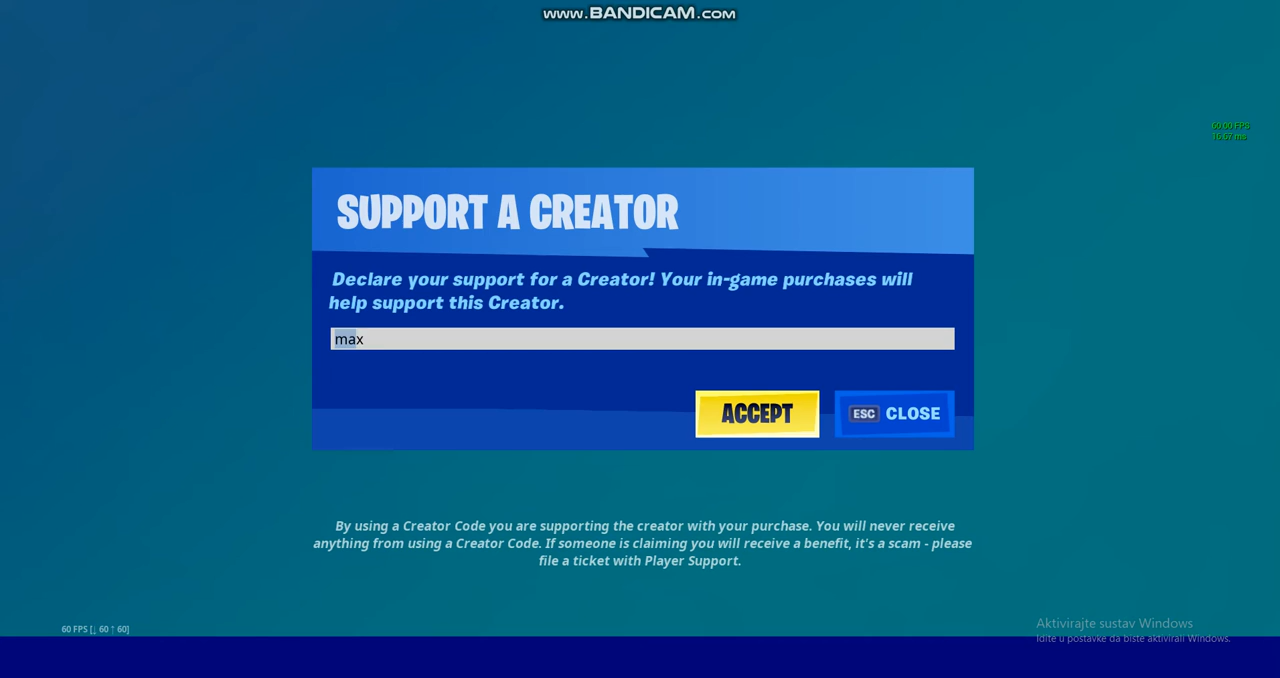 www.BANDICAM.com
60.00 FPS
16.67 ms
SUPPORT A CREATOR
Declare your support for a Creator! Your in-game purchases will
help support this Creator.
max
ACCEPT
ESC CLOSE
By using a Creator Code you are supporting the creator with your purchase. You will never receive
anything from using a Creator Code. If someone is claiming you will receive a benefit, it's a scam - please
file a ticket with Player Support.
60 FPS [↓ 60 ↑ 60]
Aktivirajte sustav Windows
Idite u postavke da biste aktivirali Windows.